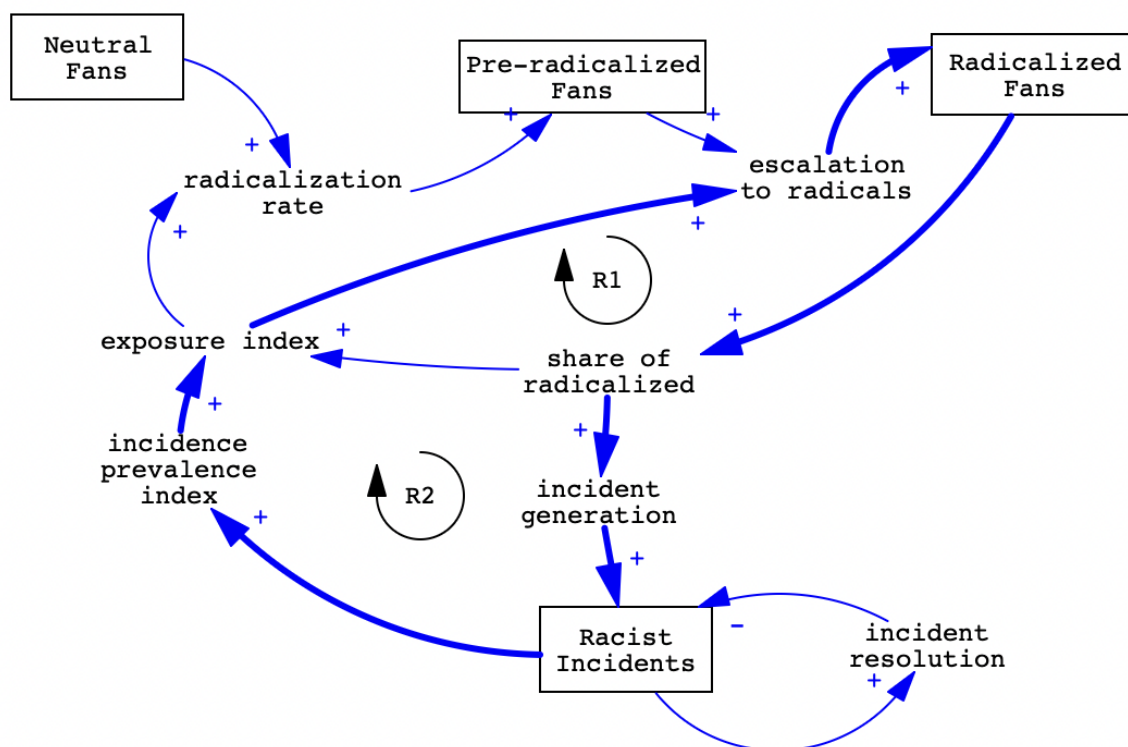 Neutral
Fans
Pre-radicalized
Fans
Radicalized
Fans
+
+
+
+
escalation
to radicals
radicalization
rate
+
+
R1
+
+
exposure index
share of
radicalized
+
+
incidence
prevalence
index
R2
incident
generation
+
+
Racist
Incidents
-
incident
resolution
+